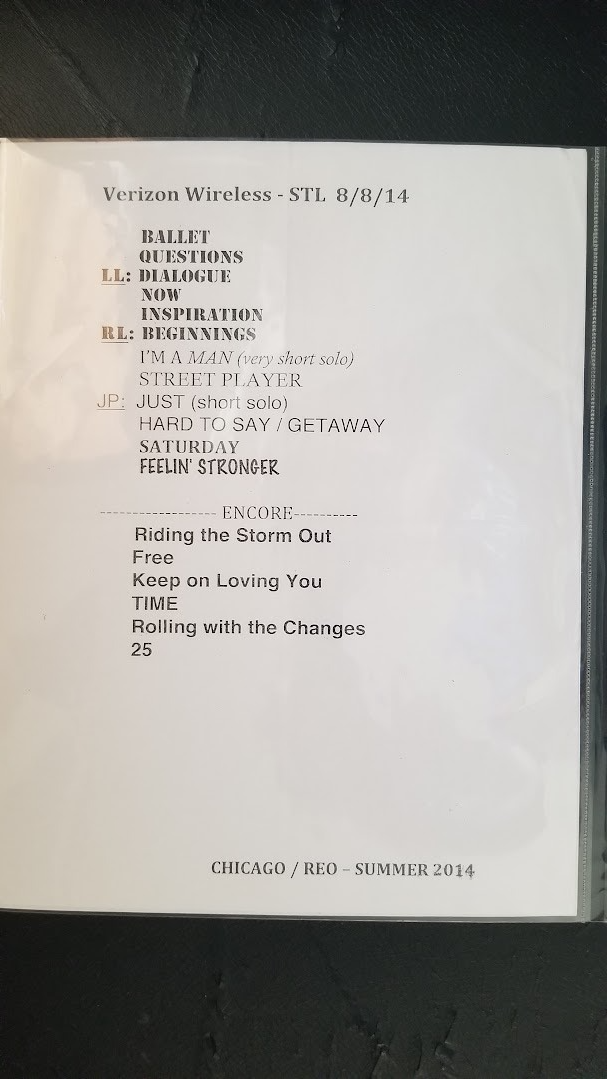 Verizon Wireless - STL 8/8/14
BALLET
QUESTIONS
LL: DIALOGUE
NOW
INSPIRATION
RL: BEGINNINGS
I'M A MAN (very short solo)
STREET PLAYER
JP: JUST (short solo)
HARD TO SAY / GETAWAY
SATURDAY
FEELIN' STRONGER
------------------ ENCORE----------
Riding the Storm Out
Free
Keep on Loving You
TIME
Rolling with the Changes
25
CHICAGO / REO – SUMMER 2014